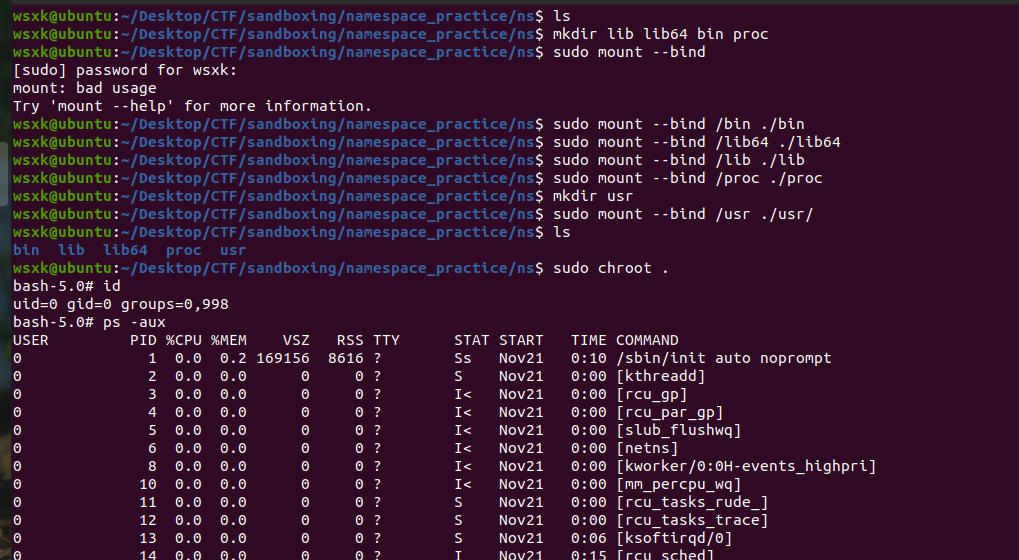 wsxk@ubuntu:~/Desktop/CTF/sandboxing/namespace_practice/ns$ ls
wsxk@ubuntu:~/Desktop/CTF/sandboxing/namespace_practice/ns$ mkdir lib lib64 bin proc
wsxk@ubuntu:~/Desktop/CTF/sandboxing/namespace_practice/ns$ sudo mount --bind
[sudo] password for wsxk:
mount: bad usage
Try 'mount --help' for more information.
wsxk@ubuntu:~/Desktop/CTF/sandboxing/namespace_practice/ns$ sudo mount --bind /bin ./bin
wsxk@ubuntu:~/Desktop/CTF/sandboxing/namespace_practice/ns$ sudo mount --bind /lib64 ./lib64
wsxk@ubuntu:~/Desktop/CTF/sandboxing/namespace_practice/ns$ sudo mount --bind /lib ./lib
wsxk@ubuntu:~/Desktop/CTF/sandboxing/namespace_practice/ns$ sudo mount --bind /proc ./proc
wsxk@ubuntu:~/Desktop/CTF/sandboxing/namespace_practice/ns$ mkdir usr
wsxk@ubuntu:~/Desktop/CTF/sandboxing/namespace_practice/ns$ sudo mount --bind /usr ./usr/
wsxk@ubuntu:~/Desktop/CTF/sandboxing/namespace_practice/ns$ ls
bin  lib  lib64  proc  usr
wsxk@ubuntu:~/Desktop/CTF/sandboxing/namespace_practice/ns$ sudo chroot .
bash-5.0# id
uid=0 gid=0 groups=0,998
bash-5.0# ps -aux
USER         PID %CPU %MEM    VSZ   RSS TTY      STAT START   TIME COMMAND
0              1  0.0  0.2 169156  8616 ?        Ss   Nov21   0:10 /sbin/init auto noprompt
0              2  0.0  0.0      0     0 ?        S    Nov21   0:00 [kthreadd]
0              3  0.0  0.0      0     0 ?        I<   Nov21   0:00 [rcu_gp]
0              4  0.0  0.0      0     0 ?        I<   Nov21   0:00 [rcu_par_gp]
0              5  0.0  0.0      0     0 ?        I<   Nov21   0:00 [slub_flushwq]
0              6  0.0  0.0      0     0 ?        I<   Nov21   0:00 [netns]
0              8  0.0  0.0      0     0 ?        I<   Nov21   0:00 [kworker/0:0H-events_highpri]
0             10  0.0  0.0      0     0 ?        I<   Nov21   0:00 [mm_percpu_wq]
0             11  0.0  0.0      0     0 ?        S    Nov21   0:00 [rcu_tasks_rude_]
0             12  0.0  0.0      0     0 ?        S    Nov21   0:00 [rcu_tasks_trace]
0             13  0.0  0.0      0     0 ?        S    Nov21   0:06 [ksoftirqd/0]
0             14  0.0  0.0      0     0 ?        I    Nov21   0:15 [rcu_sched]